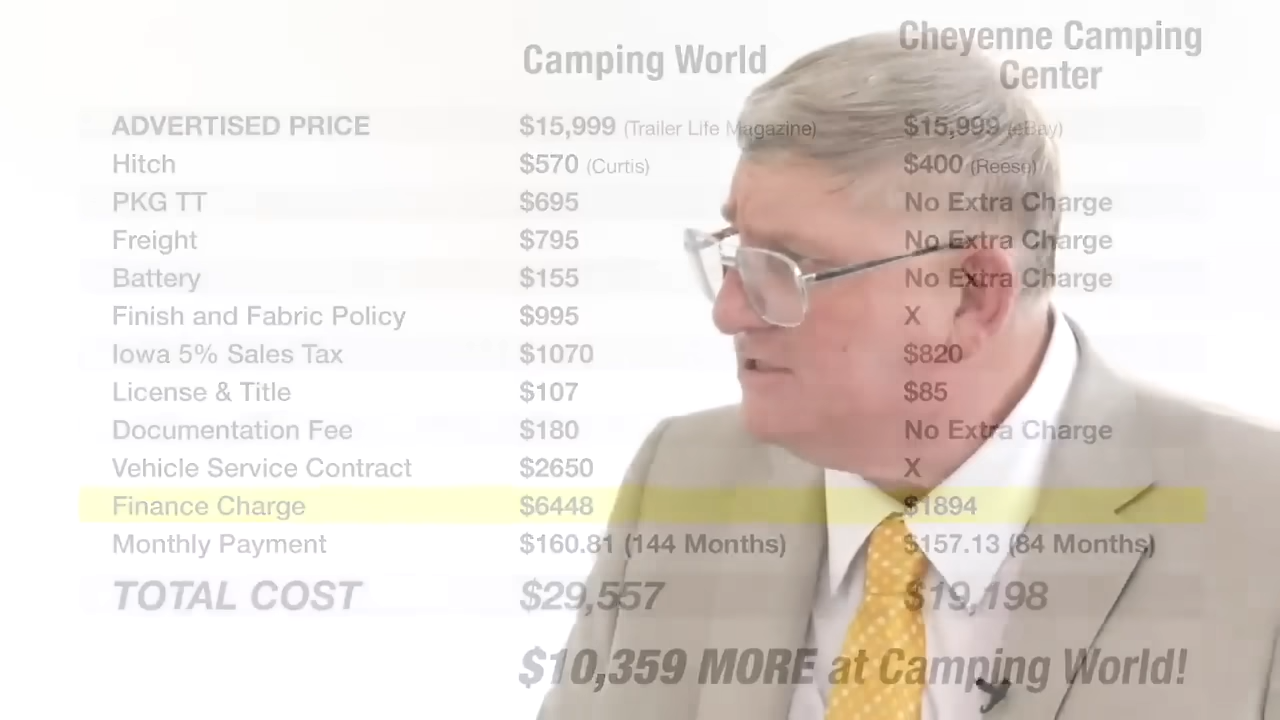 Camping World
Cheyenne Camping
Center
ADVERTISED PRICE $15,999 (Trailer Life Magazine) $15,999 (eBay)
Hitch $570 (Curtis) $400 (Reese)
PKG TT $695 No Extra Charge
Freight $795 No Extra Charge
Battery $155 No Extra Charge
Finish and Fabric Policy $995 X
Iowa 5% Sales Tax $1070 $820
License & Title $107 $85
Documentation Fee $180 No Extra Charge
Vehicle Service Contract $2650 X
Finance Charge $6448 $1894
Monthly Payment $160.81 (144 Months) $157.13 (84 Months)
TOTAL COST $29,557 $19,198
$10,359 MORE at Camping World!